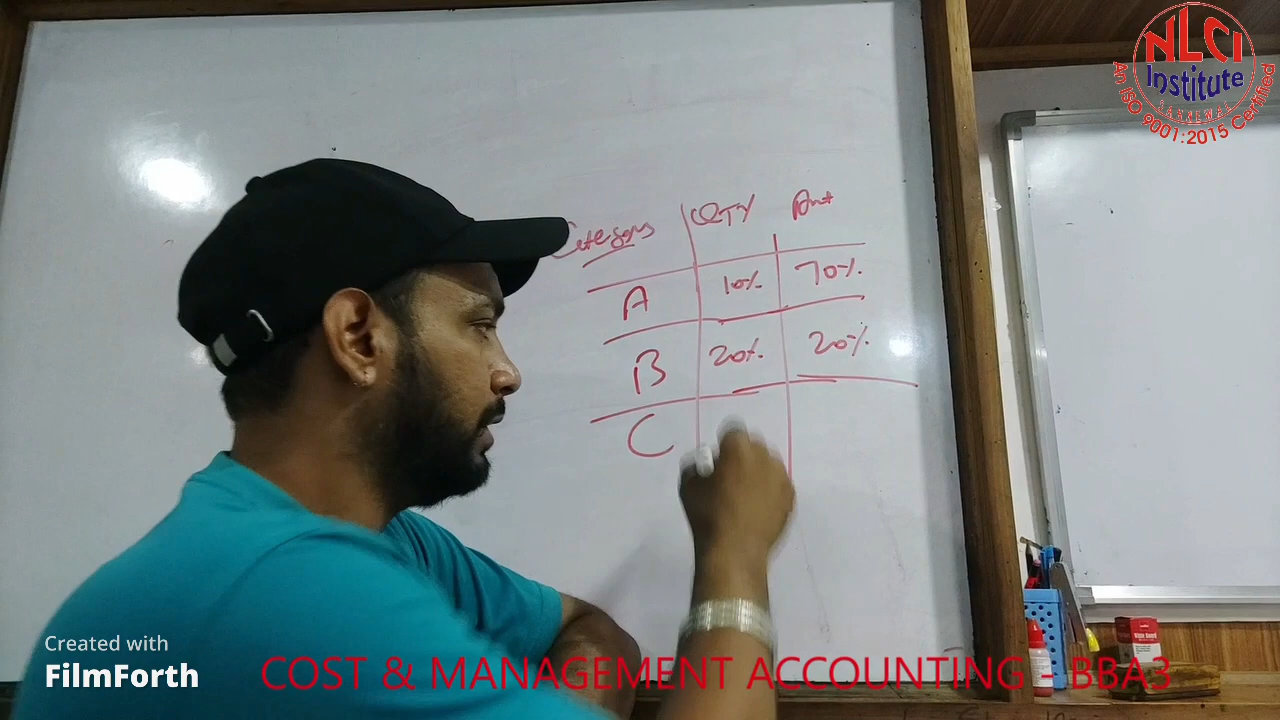 NLCI
Institute
SAHNEWAL
An ISO 9001:2015 Certified
Category QTY Amt
A 10% 70%
B 20% 20%
C
Created with
FilmForth
COST & MANAGEMENT ACCOUNTING - BBA3